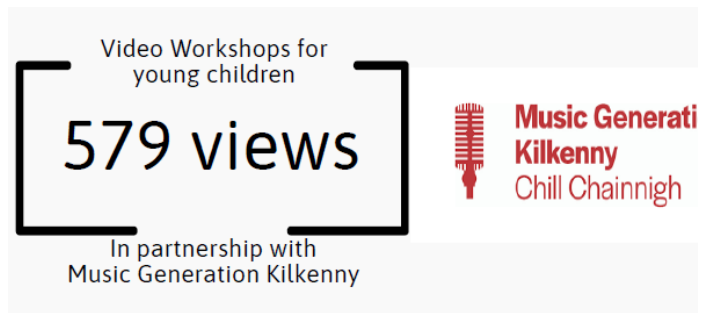 Video Workshops for
young children
579 views
In partnership with
Music Generation Kilkenny
Music Generati
Kilkenny
Chill Chainnigh